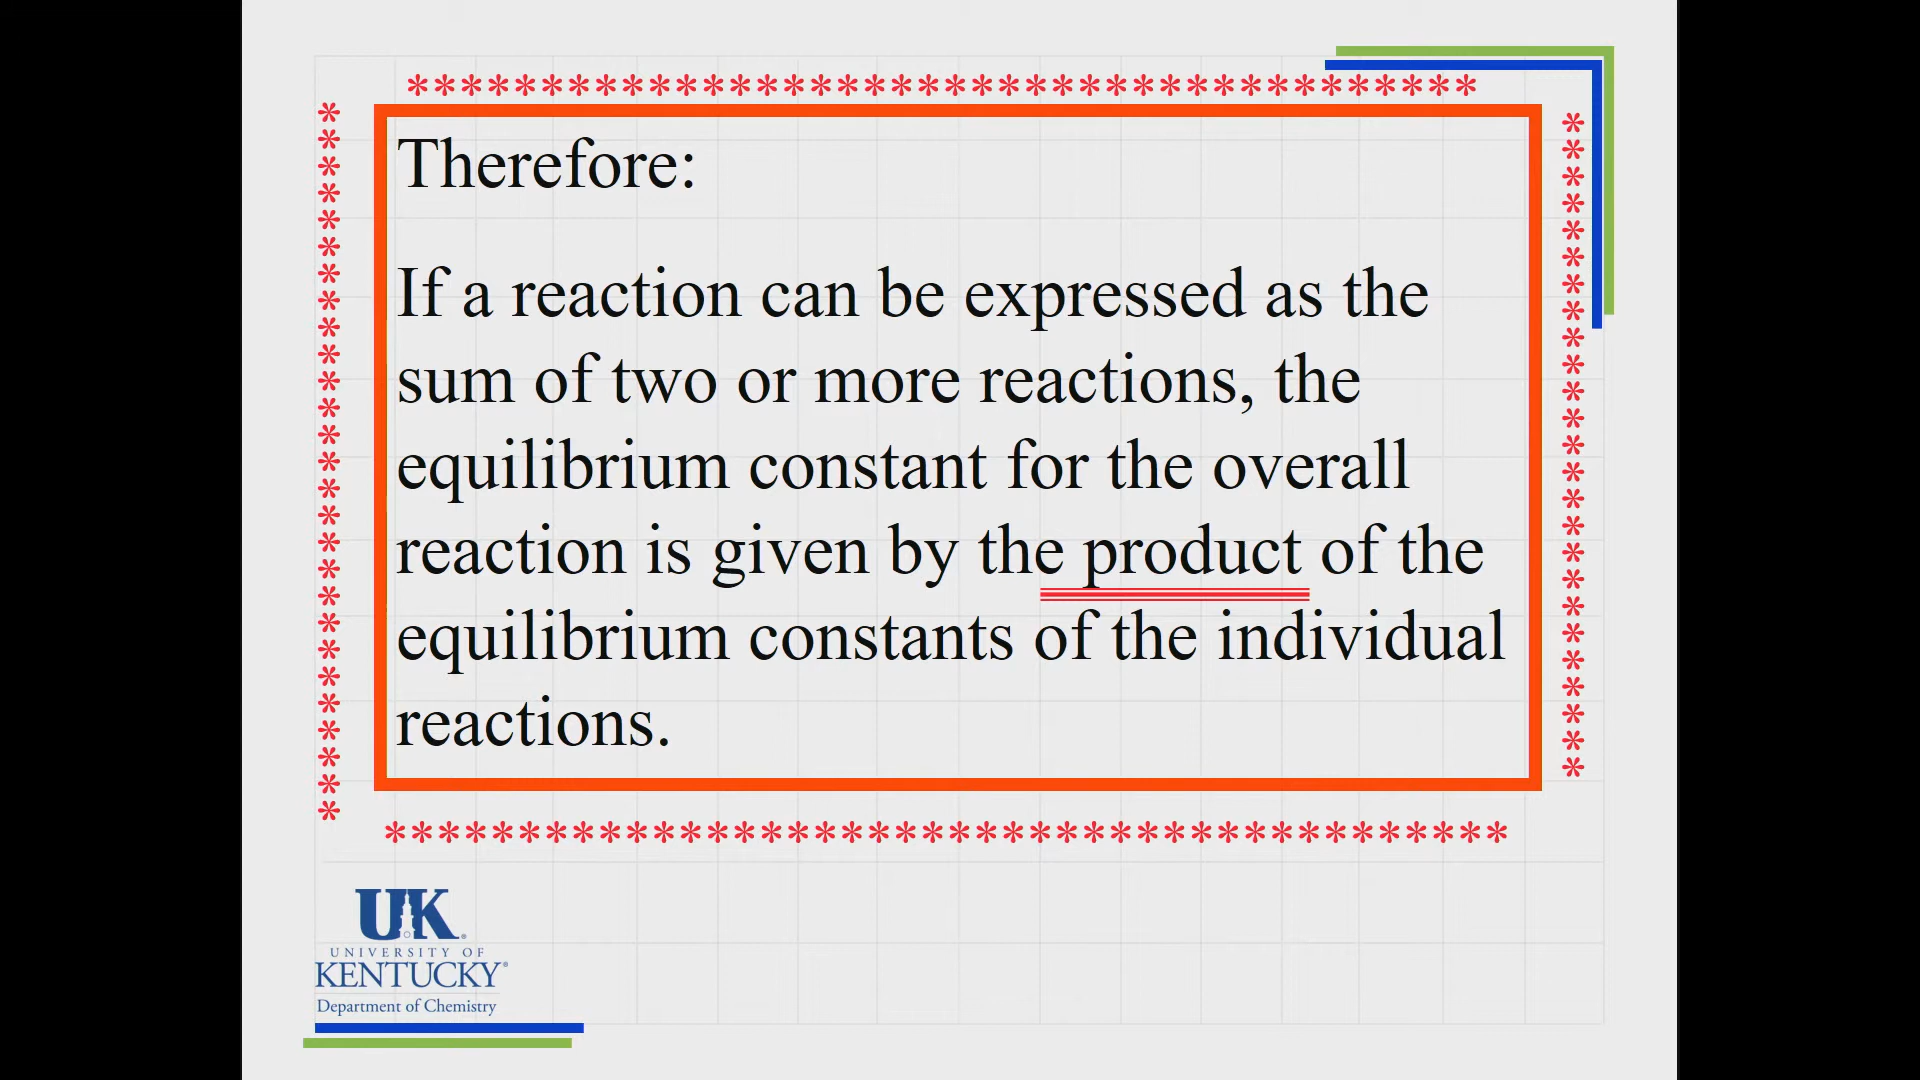 Therefore:
If a reaction can be expressed as the
sum of two or more reactions, the
equilibrium constant for the overall
reaction is given by the product of the
equilibrium constants of the individual
reactions.
UK
UNIVERSITY OF
KENTUCKY
Department of Chemistry